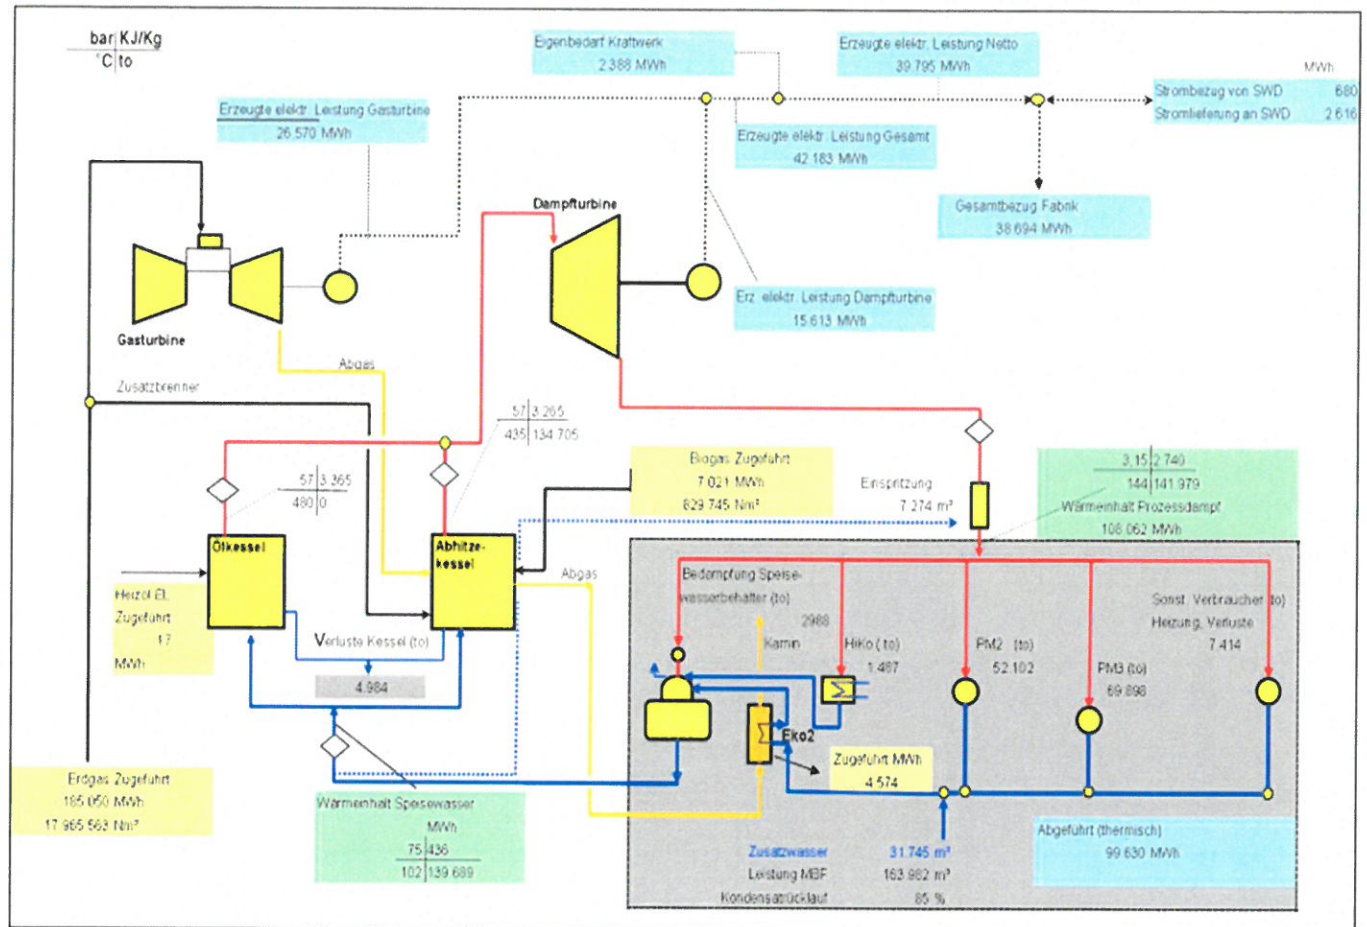 bar KJ/Kg
°C to
Eigenbedarf Kraftwerk
2.388 MWh
Erzeugte elektr. Leistung Netto
39.795 MWh
MWh
Strombezug von SWD 680
Stromlieferung an SWD 2 616
Erzeugte elektr. Leistung Gasturbine
26.570 MWh
Erzeugte elektr. Leistung Gesamt
42.183 MWh
Gesamtbezug Fabrik
38.694 MWh
Dampfturbine
Erz. elektr. Leistung Dampfturbine
15.613 MWh
Gasturbine
Abgas
Zusatzbrenner
57 3.265
435 134.705
57 3.365
480 0
Biogas Zugeführt
7.021 MWh
829.745 Nm³
Einspritzung
7.274 m³
3,15 2.740
144 141.979
Wärmeinhalt Prozessdampf
108.062 MWh
Ölkessel
Abhitze-
kessel
Abgas
Heizöl EL
Zugeführt
17
MWh
Verluste Kessel (to)
4.984
Bedampfung Speise-
wasserbehälter (to)
2988
Kamin
HiKo ( to)
1.487
PM2 (to)
52.102
PM3 (to)
69.898
Sonst. Verbraucher (to)
Heizung, Verluste
7.414
Eko2
Zugeführt MWh
4.574
Erdgas Zugeführt
185.050 MWh
17.965.563 Nm³
Wärmeinhalt Speisewasser
MWh
75 436
102 139.689
Zusatzwasser 31.745 m³
Leistung MBF 163.982 m³
Kondensatrücklauf 85 %
Abgeführt (thermisch)
99.630 MWh